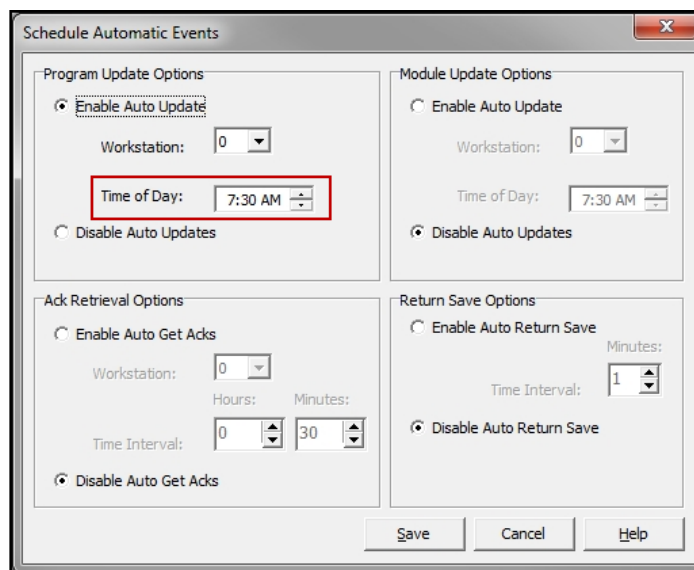 Schedule Automatic Events
Program Update Options
Enable Auto Update
Workstation: 0
Time of Day: 7:30 AM
Disable Auto Updates
Module Update Options
Enable Auto Update
Workstation: 0
Time of Day: 7:30 AM
Disable Auto Updates
Ack Retrieval Options
Enable Auto Get Acks
Workstation: 0
Hours: Minutes:
Time Interval: 0 30
Disable Auto Get Acks
Return Save Options
Enable Auto Return Save
Minutes:
Time Interval: 1
Disable Auto Return Save
Save Cancel Help